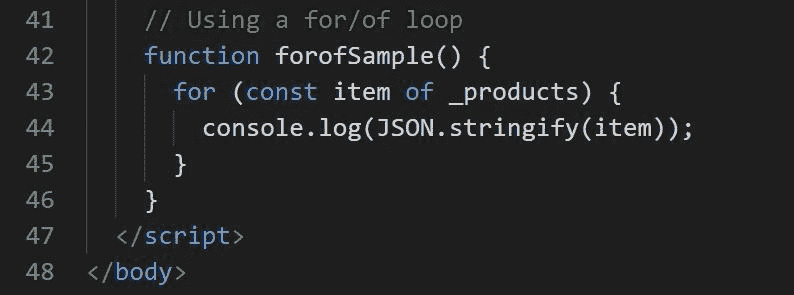 41 // Using a for/of loop
42 function forofSample() {
43 for (const item of _products) {
44 console.log(JSON.stringify(item));
45 }
46 }
47 </script>
48 </body>